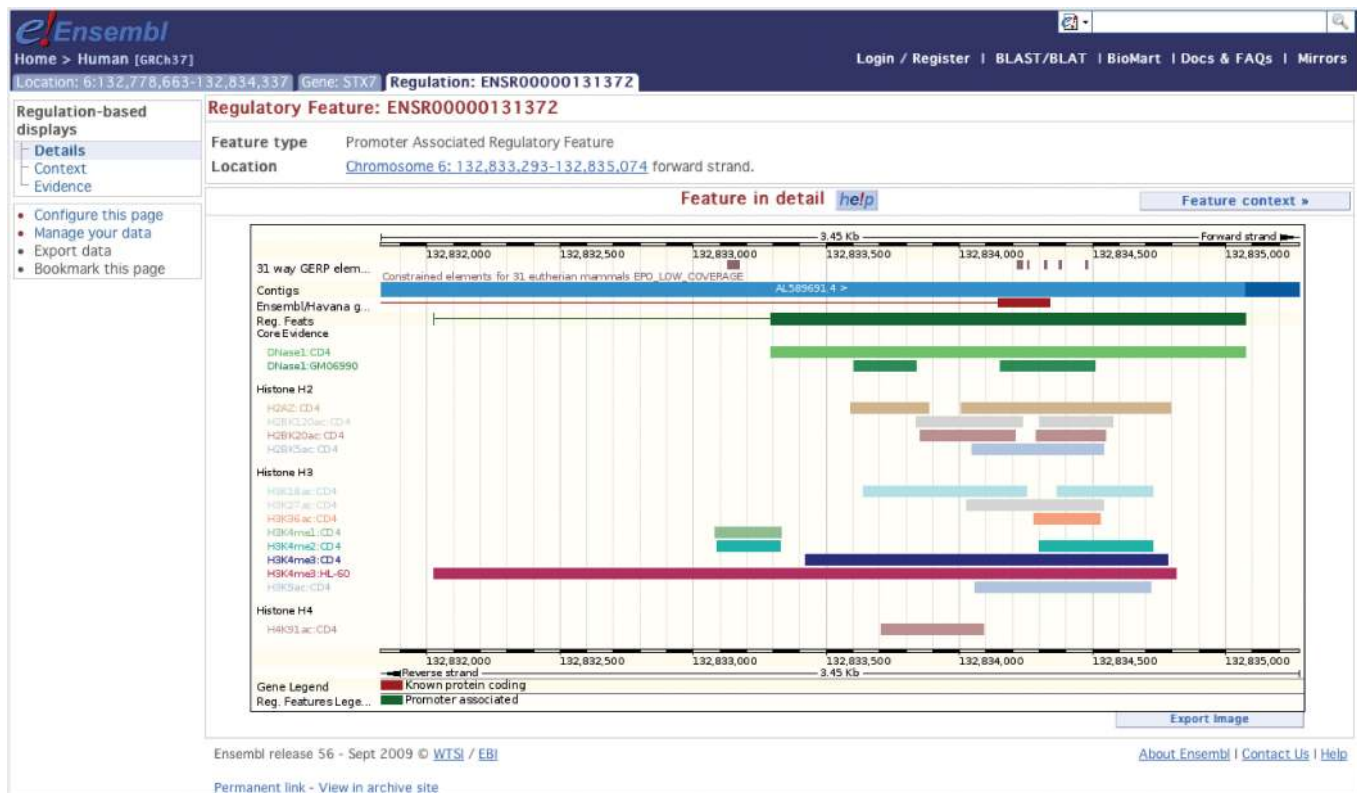 e!Ensembl
Home > Human [GRCh37]
Login / Register | BLAST/BLAT | BioMart | Docs & FAQs | Mirrors
Location: 6:132,778,663-132,834,337 Gene: STX7 Regulation: ENSR00000131372
Regulation-based
displays
Details
Context
Evidence
Configure this page
Manage your data
Export data
Bookmark this page
Regulatory Feature: ENSR00000131372
Feature type Promoter Associated Regulatory Feature
Location Chromosome 6: 132,833,293-132,835,074 forward strand.
Feature in detail help Feature context »
3.45 Kb Forward strand
132,832,000 132,832,500 132,833,000 132,833,500 132,834,000 132,834,500 132,835,000
31 way GERP elem...
Constrained elements for 31 eutherian mammals EPO_LOW_COVERAGE
Contigs AL589691.4 >
Ensembl/Havana g...
Reg. Feats
Core Evidence
DNase1:CD4
DNase1:GM06990
Histone H2
H2AZ:CD4
H2BK120ac:CD4
H2BK20ac:CD4
H2BK5ac:CD4
Histone H3
H3K18ac:CD4
H3K27ac:CD4
H3K36ac:CD4
H3K4me1:CD4
H3K4me2:CD4
H3K4me3:CD4
H3K4me3:HL-60
H3K5ac:CD4
Histone H4
H4K91ac:CD4
132,832,000 132,832,500 132,833,000 132,833,500 132,834,000 132,834,500 132,835,000
Reverse strand 3.45 Kb
Gene Legend Known protein coding
Reg. Features Lege... Promoter associated
Export Image
Ensembl release 56 - Sept 2009 © WTSI / EBI
About Ensembl | Contact Us | Help
Permanent link - View in archive site